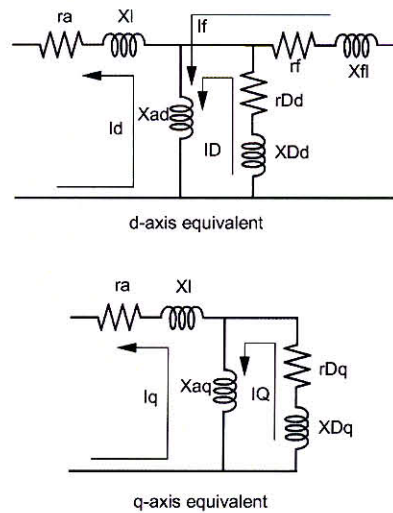 ra
Xl
If
rf
Xfl
rDd
Xad
Id
ID
XDd
d-axis equivalent
ra
Xl
rDq
Xaq
Iq
IQ
XDq
q-axis equivalent